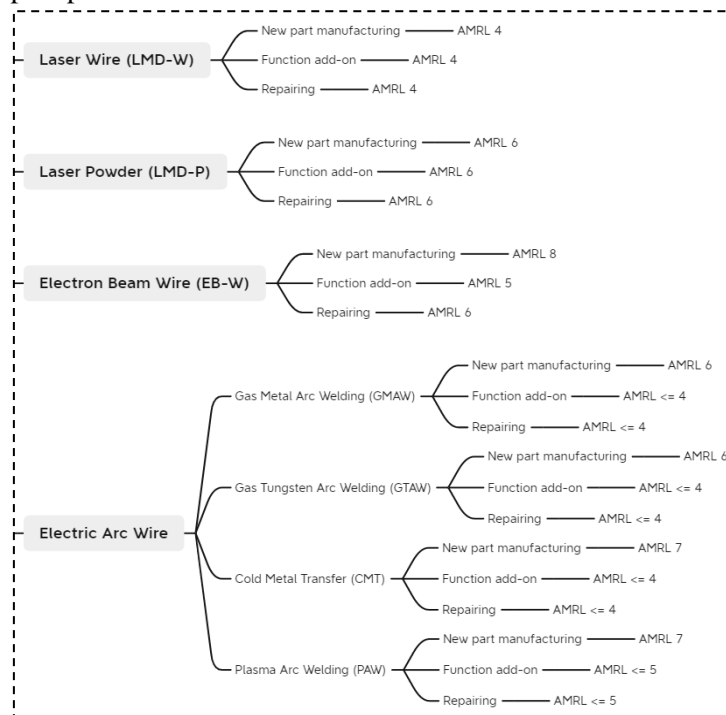 New part manufacturing AMRL 4
Laser Wire (LMD-W) Function add-on AMRL 4
Repairing AMRL 4
New part manufacturing AMRL 6
Laser Powder (LMD-P) Function add-on AMRL 6
Repairing AMRL 6
New part manufacturing AMRL 8
Electron Beam Wire (EB-W) Function add-on AMRL 5
Repairing AMRL 6
New part manufacturing AMRL 6
Gas Metal Arc Welding (GMAW) Function add-on AMRL <= 4
Repairing AMRL <= 4
New part manufacturing AMRL 6
Gas Tungsten Arc Welding (GTAW) Function add-on AMRL <= 4
Repairing AMRL <= 4
Electric Arc Wire
New part manufacturing AMRL 7
Cold Metal Transfer (CMT) Function add-on AMRL <= 4
Repairing AMRL <= 4
New part manufacturing AMRL 7
Plasma Arc Welding (PAW) Function add-on AMRL <= 5
Repairing AMRL <= 5